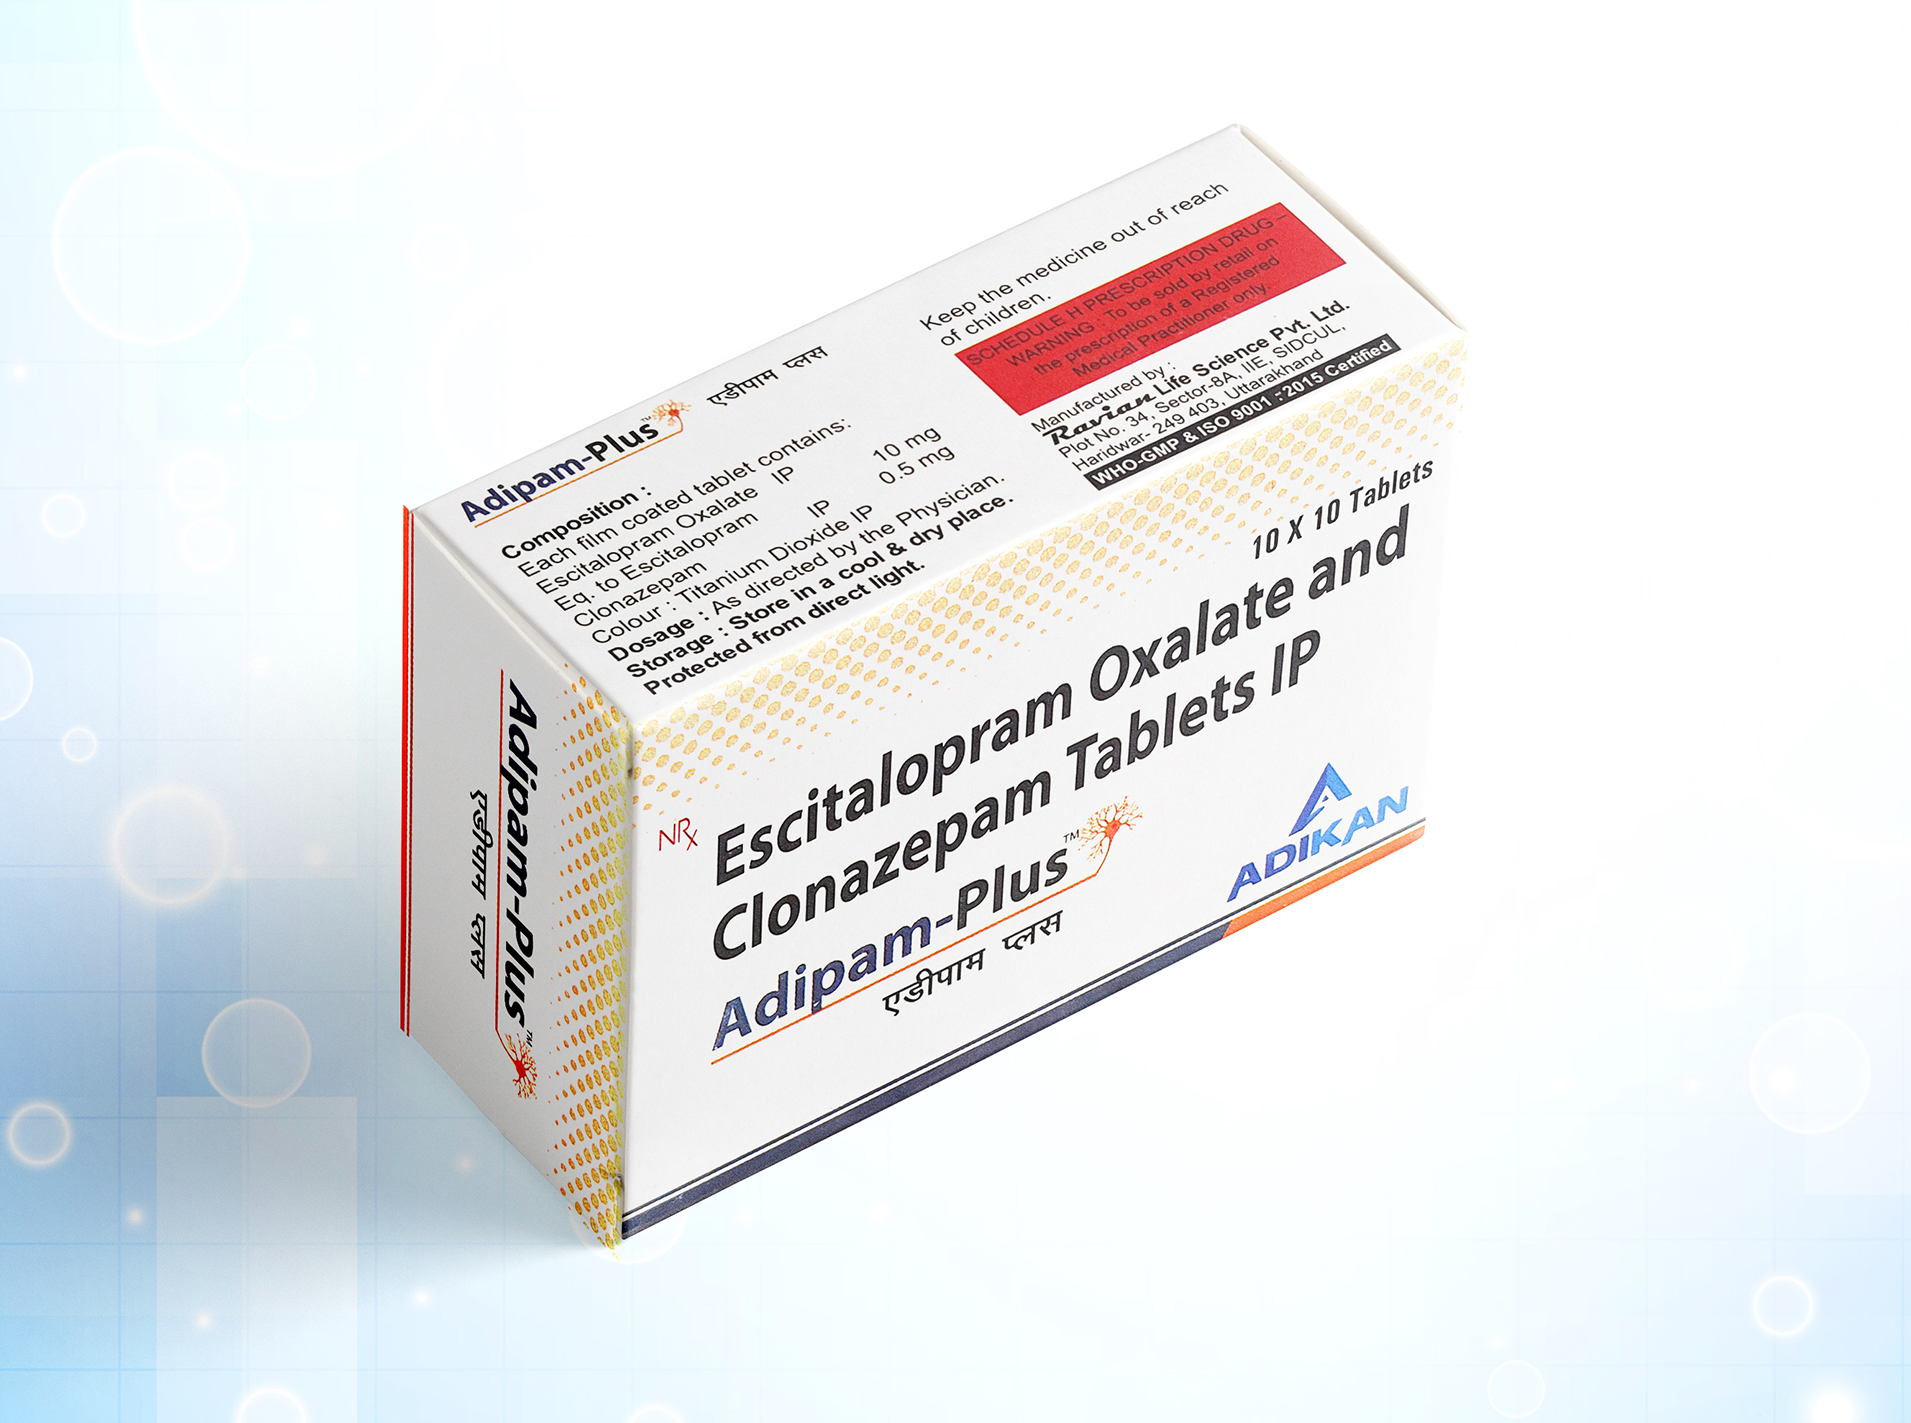 Adipam-Plus™ एडीपाम प्लस
Composition :
Each film coated tablet contains:
Escitalopram Oxalate IP
Eq. to Escitalopram 10 mg
Clonazepam IP 0.5 mg
Colour : Titanium Dioxide IP
Dosage : As directed by the Physician.
Storage : Store in a cool & dry place.
Protected from direct light.
Keep the medicine out of reach
of children.
SCHEDULE H PRESCRIPTION DRUG –
WARNING : To be sold by retail on
the prescription of a Registered
Medical Practitioner only.
Manufactured by :
Ravian Life Science Pvt. Ltd.
Plot No. 34, Sector-8A, IIE, SIDCUL,
Haridwar- 249 403, Uttarakhand
WHO-GMP & ISO 9001 : 2015 Certified
10 X 10 Tablets
NRx Escitalopram Oxalate and
Clonazepam Tablets IP
Adipam-Plus™
एडीपाम प्लस
ADIKAN
Adipam-Plus™
एडीपाम प्लस